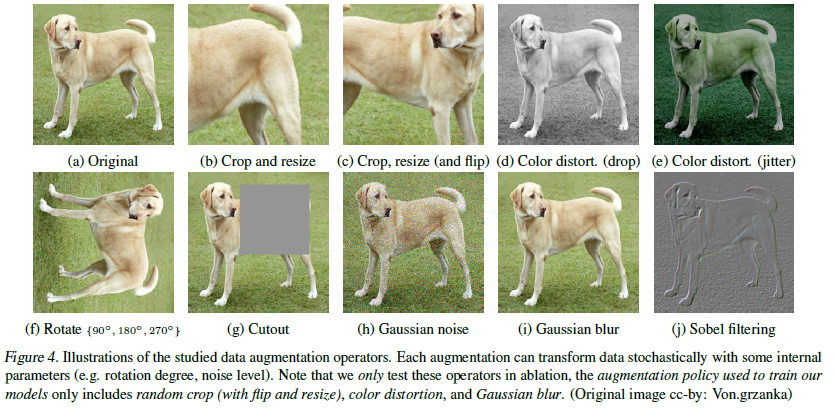 (a) Original (b) Crop and resize (c) Crop, resize (and flip) (d) Color distort. (drop) (e) Color distort. (jitter)
(f) Rotate {90°, 180°, 270°} (g) Cutout (h) Gaussian noise (i) Gaussian blur (j) Sobel filtering
Figure 4. Illustrations of the studied data augmentation operators. Each augmentation can transform data stochastically with some internal
parameters (e.g. rotation degree, noise level). Note that we only test these operators in ablation, the augmentation policy used to train our
models only includes random crop (with flip and resize), color distortion, and Gaussian blur. (Original image cc-by: Von.grzanka)